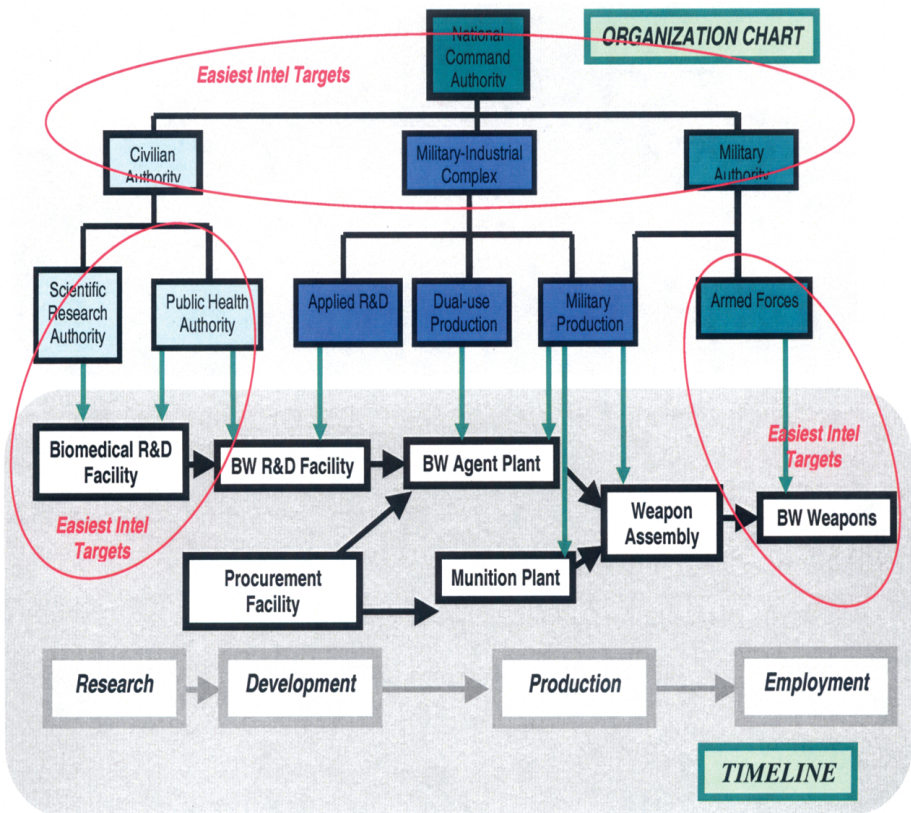 National
Command
Authority
ORGANIZATION CHART
Easiest Intel Targets
Civilian
Authority
Military-Industrial
Complex
Military
Authority
Scientific
Research
Authority
Public Health
Authority
Applied R&D
Dual-use
Production
Military
Production
Armed Forces
Biomedical R&D
Facility
BW R&D Facility
BW Agent Plant
Easiest Intel
Targets
Weapon
Assembly
BW Weapons
Easiest Intel
Targets
Procurement
Facility
Munition Plant
Research
Development
Production
Employment
TIMELINE